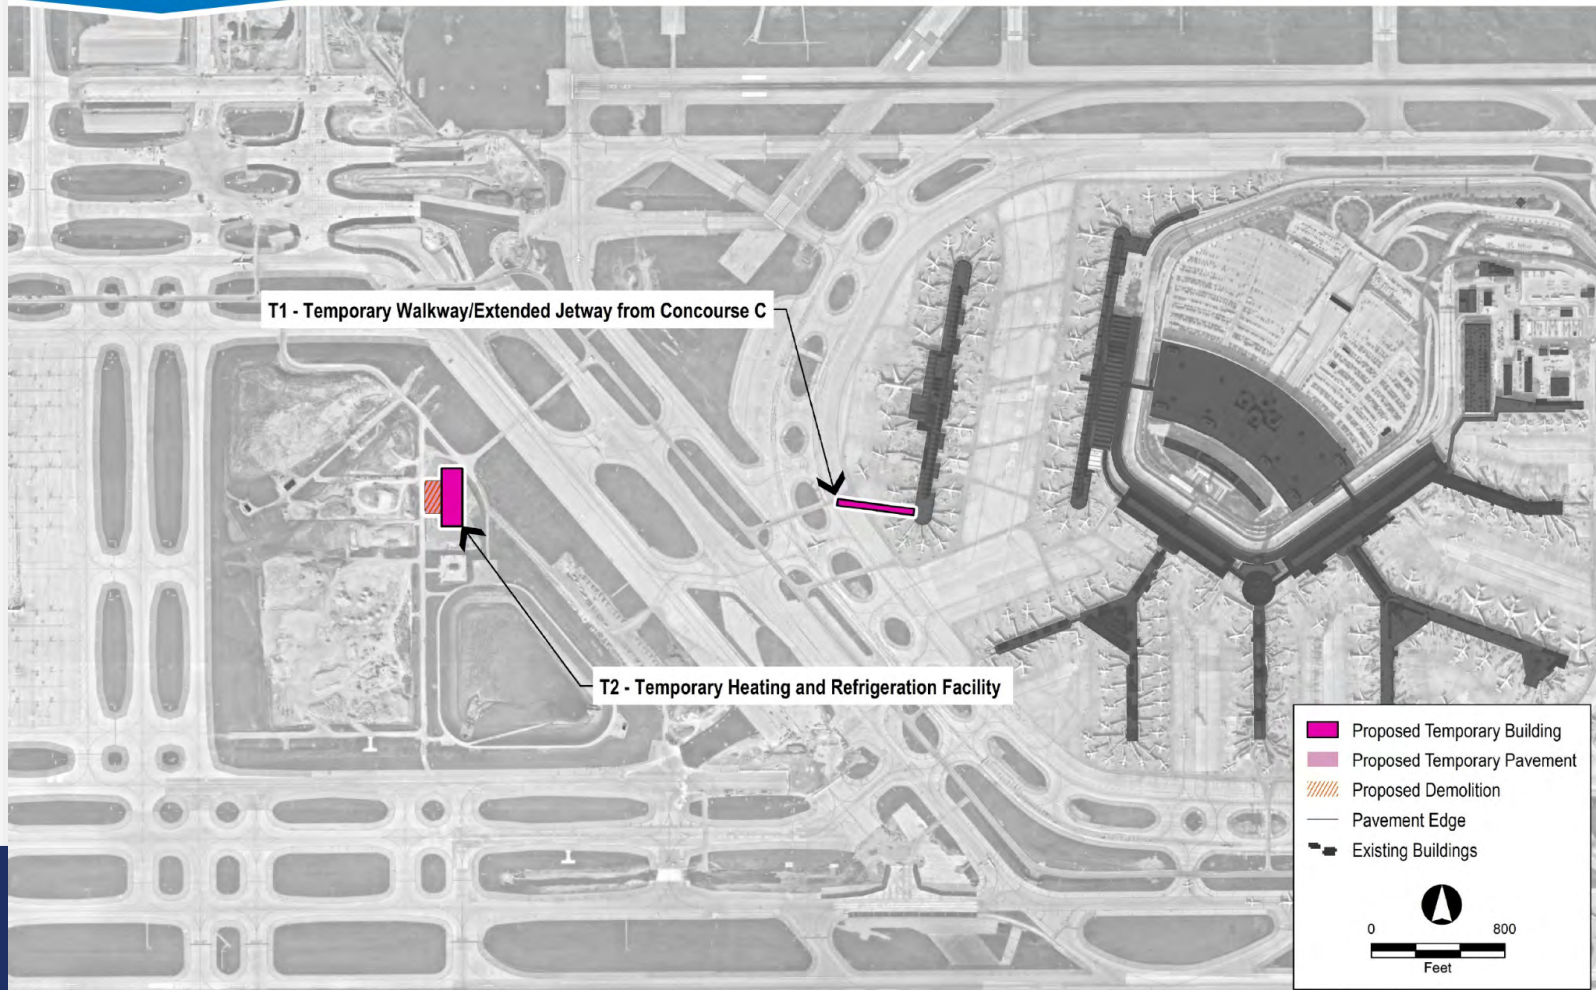 T1 - Temporary Walkway/Extended Jetway from Concourse C
T2 - Temporary Heating and Refrigeration Facility
Proposed Temporary Building
Proposed Temporary Pavement
Proposed Demolition
Pavement Edge
Existing Buildings
0 800
Feet